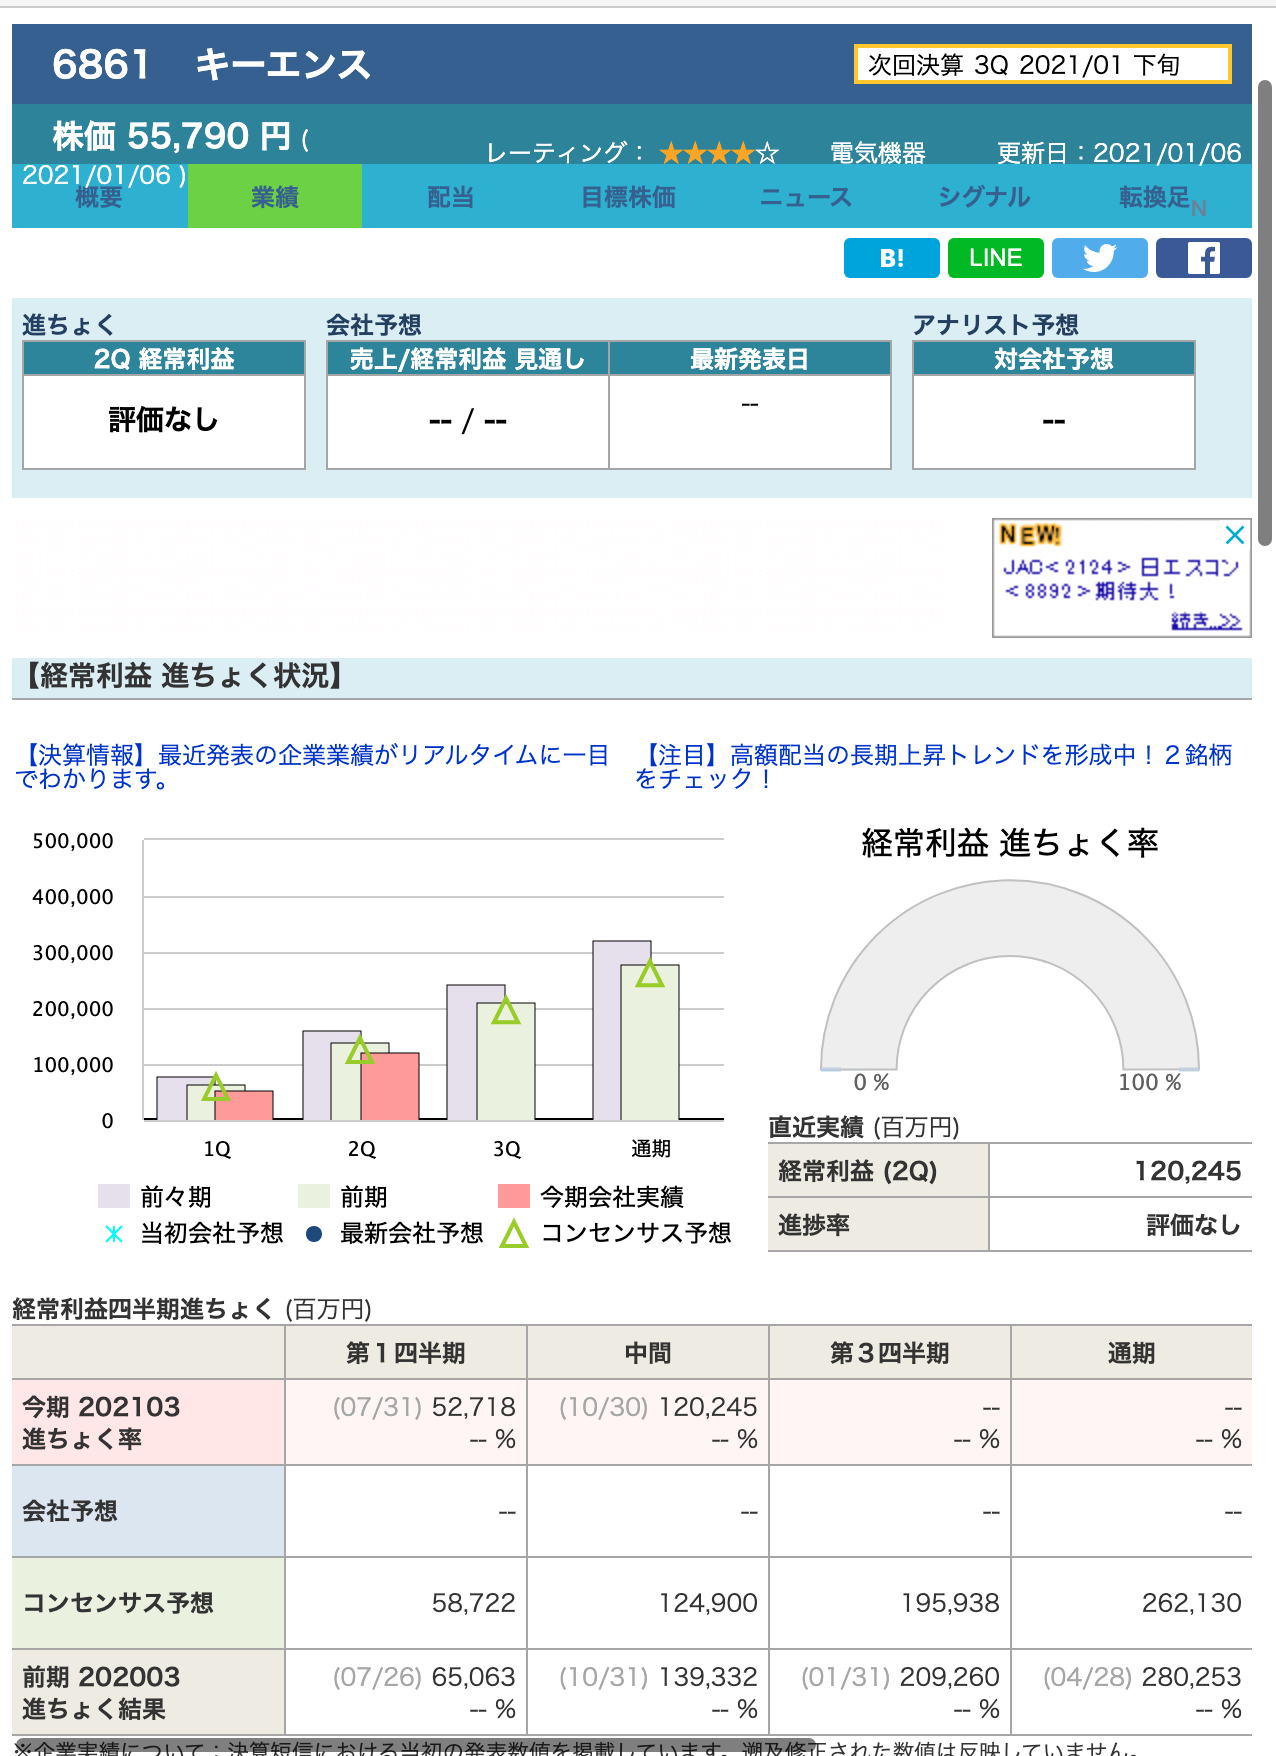 6861　キーエンス
次回決算 3Q 2021/01 下旬
株価 55,790 円 (
2021/01/06 )
レーティング： ★★★★☆
電気機器
更新日：2021/01/06
概要
業績
配当
目標株価
ニュース
シグナル
転換足
N
B!
LINE
進ちょく
2Q 経常利益
評価なし
会社予想
売上/経常利益 見通し
最新発表日
-- / --
--
アナリスト予想
対会社予想
--
NEW!
JAC<2124> 日エスコン
<8892>期待大！
続き..>>
【経常利益 進ちょく状況】
【決算情報】最近発表の企業業績がリアルタイムに一目
でわかります。
【注目】高額配当の長期上昇トレンドを形成中！２銘柄
をチェック！
500,000
400,000
300,000
200,000
100,000
0
1Q
2Q
3Q
通期
前々期
前期
今期会社実績
当初会社予想
最新会社予想
コンセンサス予想
経常利益 進ちょく率
0 %
100 %
直近実績 (百万円)
経常利益 (2Q) 120,245
進捗率 評価なし
経常利益四半期進ちょく (百万円)
第１四半期 中間 第３四半期 通期
今期 202103 (07/31) 52,718 (10/30) 120,245 -- --
進ちょく率 -- % -- % -- % -- %
会社予想 -- -- -- --
コンセンサス予想 58,722 124,900 195,938 262,130
前期 202003 (07/26) 65,063 (10/31) 139,332 (01/31) 209,260 (04/28) 280,253
進ちょく結果 -- % -- % -- % -- %
※企業実績について：決算短信における当初の発表数値を掲載しています。遡及修正された数値は反映していません。